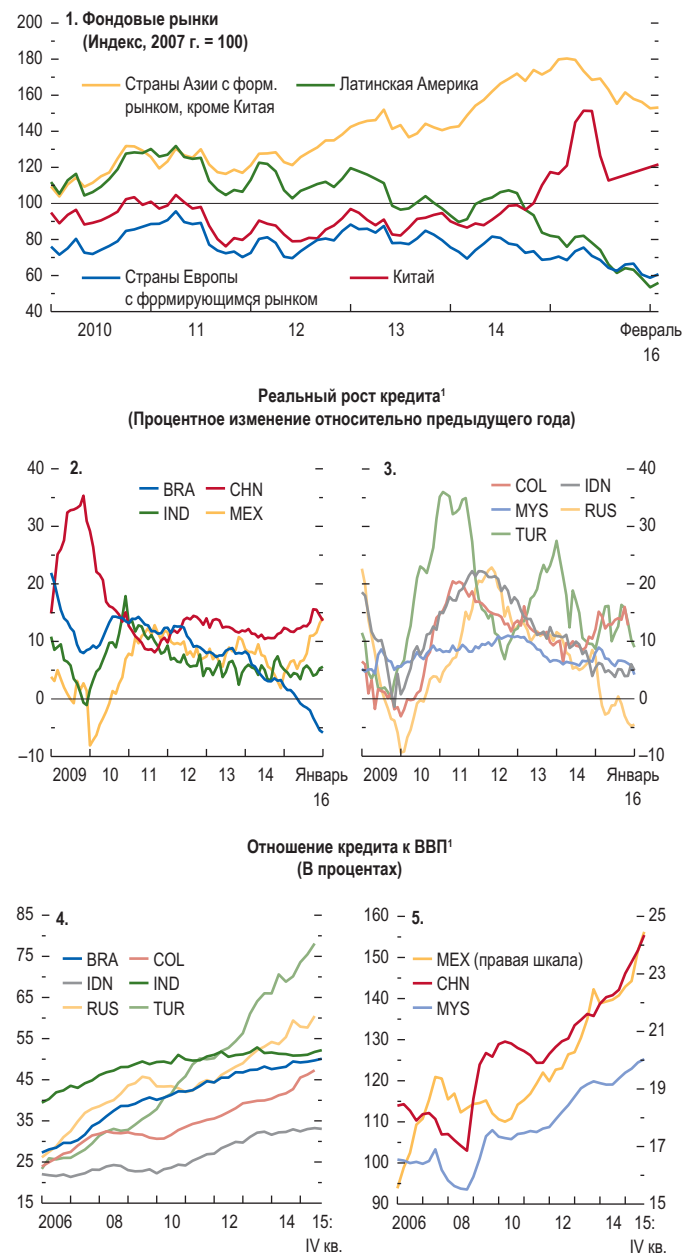 1. Фондовые рынки
(Индекс, 2007 г. = 100)
200
180
160
140
120
100
80
60
40
Страны Азии с форм.
рынком, кроме Китая
Латинская Америка
Страны Европы
с формирующимся рынком
Китай
2010 11 12 13 14 Февраль
16
Реальный рост кредита¹
(Процентное изменение относительно предыдущего года)
2.
40
30
20
10
0
–10
BRA CHN
IND MEX
2009 10 11 12 13 14 Январь
16
3.
COL IDN
MYS RUS
TUR
40
30
20
10
0
–10
2009 10 11 12 13 14 Январь
16
Отношение кредита к ВВП¹
(В процентах)
4.
85
75
65
55
45
35
25
15
BRA COL
IDN IND
RUS TUR
2006 08 10 12 14 15:
IV кв.
5.
160
150
140
130
120
110
100
90
MEX (правая шкала)
CHN
MYS
25
23
21
19
17
15
2006 08 10 12 14 15:
IV кв.